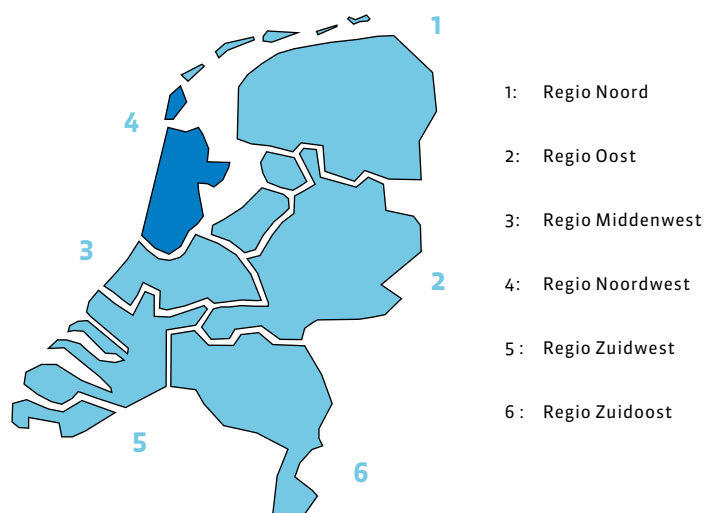 1
4
3
2
5
6
1: Regio Noord
2: Regio Oost
3: Regio Middenwest
4: Regio Noordwest
5 : Regio Zuidwest
6 : Regio Zuidoost